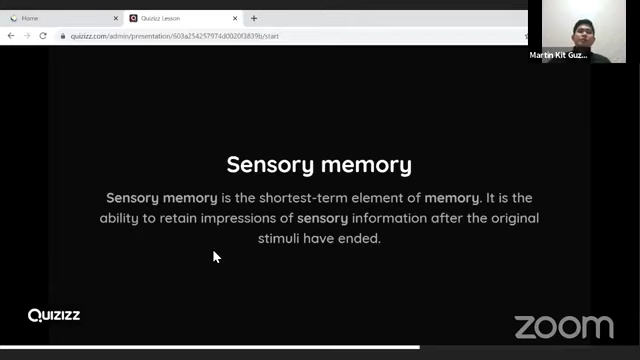 Home
Quizizz Lesson
quizizz.com/admin/presentation/603a254257974d0020f3839b/start
Martin Kit Guz...
Sensory memory
Sensory memory is the shortest-term element of memory. It is the
ability to retain impressions of sensory information after the original
stimuli have ended.
Quizizz
zoom